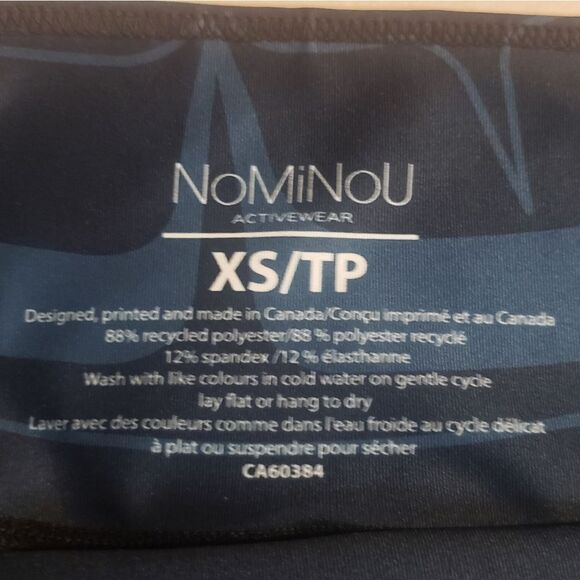 NoMiNoU
ACTIVEWEAR
XS/TP
Designed, printed and made in Canada/Conçu imprimé et au Canada
88% recycled polyester/88 % polyester recyclé
12% spandex /12 % élasthanne
Wash with like colours in cold water on gentle cycle
lay flat or hang to dry
Laver avec des couleurs comme dans l'eau froide au cycle délicat
à plat ou suspendre pour sécher
CA60384